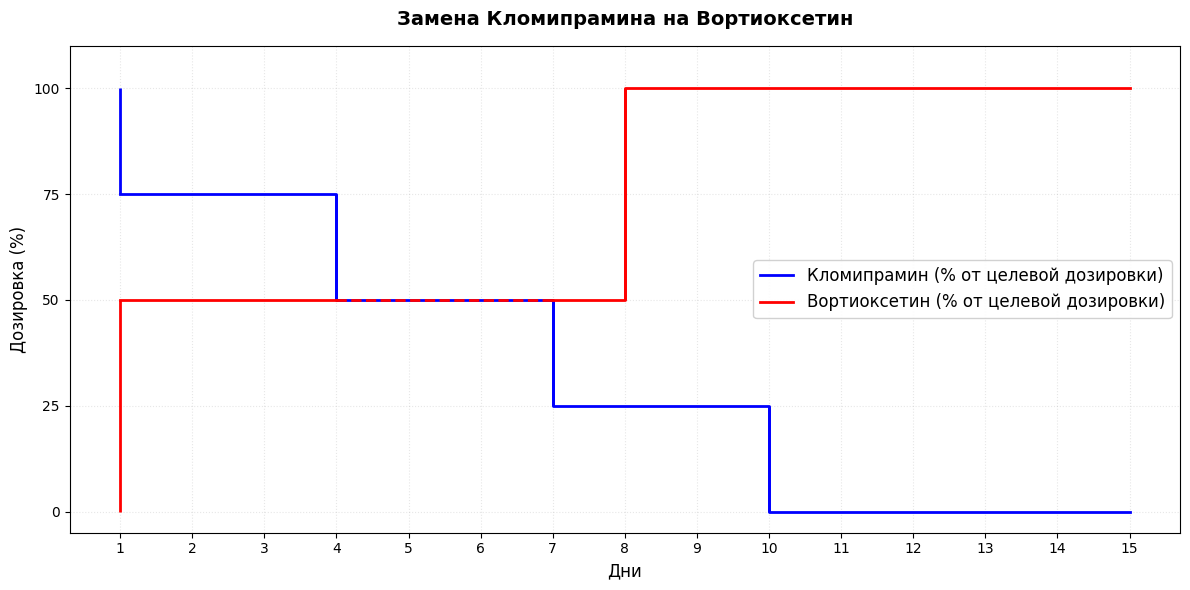 Замена Кломипрамина на Вортиоксетин
Дозировка (%)
100
75
50
25
0
Кломипрамин (% от целевой дозировки)
Вортиоксетин (% от целевой дозировки)
1 2 3 4 5 6 7 8 9 10 11 12 13 14 15
Дни